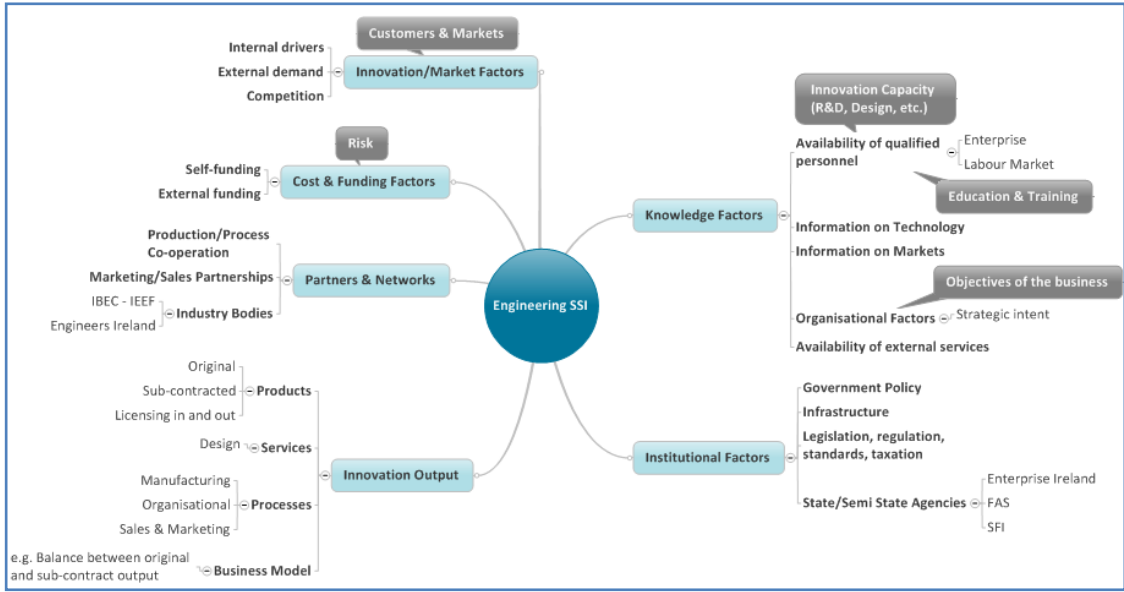 Customers & Markets
Internal drivers
External demand
Competition
Innovation/Market Factors
Risk
Self-funding
External funding
Cost & Funding Factors
Production/Process
Co-operation
Marketing/Sales Partnerships
IBEC - IEEF
Engineers Ireland
Industry Bodies
Partners & Networks
Original
Sub-contracted
Licensing in and out
Products
Design
Services
Manufacturing
Organisational
Sales & Marketing
Processes
e.g. Balance between original
and sub-contract output
Business Model
Innovation Output
Engineering SSI
Knowledge Factors
Innovation Capacity
(R&D, Design, etc.)
Availability of qualified
personnel
Enterprise
Labour Market
Education & Training
Information on Technology
Information on Markets
Objectives of the business
Organisational Factors
Strategic intent
Availability of external services
Institutional Factors
Government Policy
Infrastructure
Legislation, regulation,
standards, taxation
State/Semi State Agencies
Enterprise Ireland
FAS
SFI